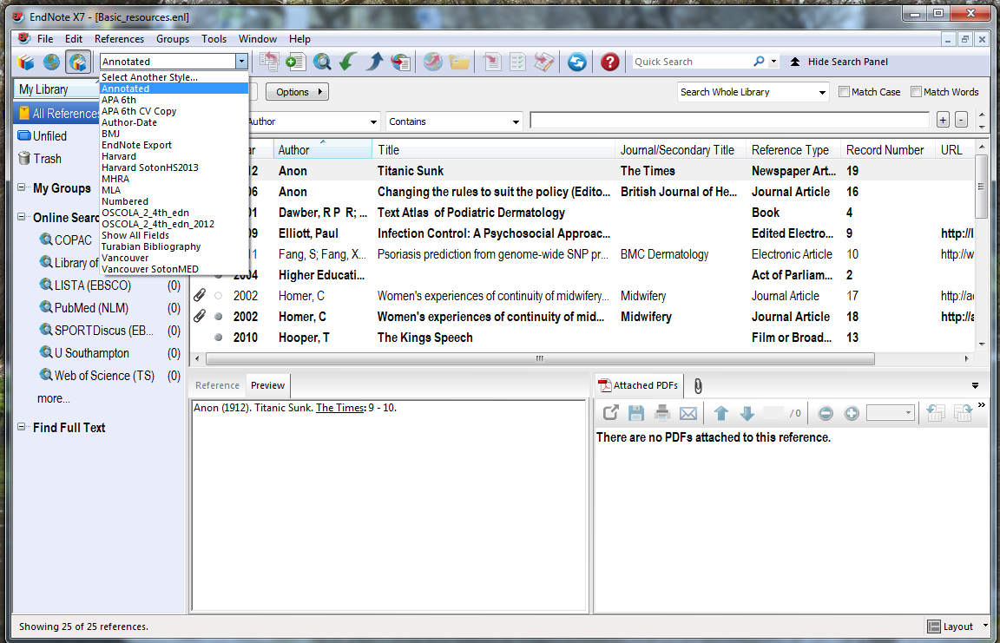 EndNote X7 - [Basic_resources.enl]
File Edit References Groups Tools Window Help
Annotated
Quick Search
Hide Search Panel
Select Another Style...
Annotated
APA 6th
APA 6th CV Copy
Author-Date
BMJ
EndNote Export
Harvard
Harvard SotonHS2013
MHRA
MLA
Numbered
OSCOLA_2_4th_edn
OSCOLA_2_4th_edn_2012
Show All Fields
Turabian Bibliography
Vancouver
Vancouver SotonMED
My Library
All References
Unfiled
Trash
My Groups
Online Searc
COPAC
Library of
LISTA (EBSCO) (0)
PubMed (NLM) (0)
SPORTDiscus (EB... (0)
U Southampton (0)
Web of Science (TS) (0)
more...
Find Full Text
Options
Search Whole Library
Match Case
Match Words
Author
Contains
+ -
ar Author Title Journal/Secondary Title Reference Type Record Number URL
12 Anon Titanic Sunk The Times Newspaper Art... 19
06 Anon Changing the rules to suit the policy (Edito... British Journal of He... Journal Article 16
01 Dawber, R P R; ... Text Atlas of Podiatric Dermatology Book 4
09 Elliott, Paul Infection Control: A Psychosocial Approac... Edited Electro... 9 http://l
11 Fang, S; Fang, X... Psoriasis prediction from genome-wide SNP pr... BMC Dermatology Electronic Article 10 http://w
2004 Higher Educati... Act of Parliam... 2
2002 Homer, C Women's experiences of continuity of midwifery... Midwifery Journal Article 17 http://a
2002 Homer, C Women's experiences of continuity of mid... Midwifery Journal Article 18 http://a
2010 Hooper, T The Kings Speech Film or Broad... 13
Reference Preview
Anon (1912). Titanic Sunk. The Times: 9 - 10.
Attached PDFs
/ 0
There are no PDFs attached to this reference.
Showing 25 of 25 references.
Layout